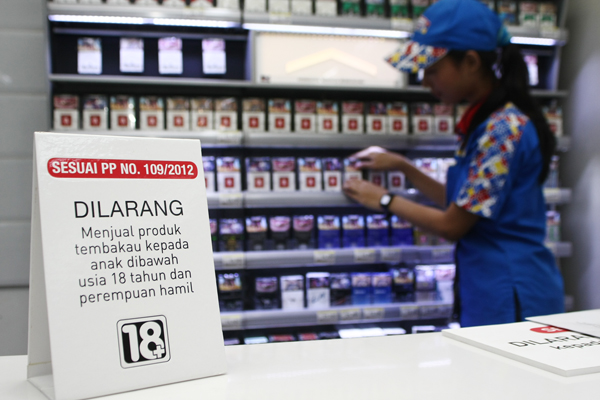 SESUAI PP NO. 109/2012
DILARANG
Menjual produk
tembakau kepada
anak dibawah
usia 18 tahun dan
perempuan hamil
18+
DILARANG
kepada